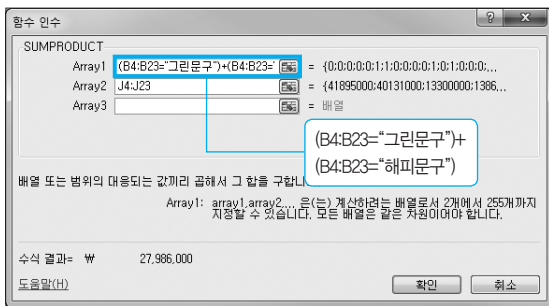 함수 인수
SUMPRODUCT
Array1 (B4:B23="그린문구")+(B4:B23=" = {0;0;0;0;0;1;1;0;0;0;0;1;0;1;0;0;0;...
Array2 J4:J23 = {41895000;40131000;13300000;1386...
Array3 = 배열
(B4:B23="그린문구")+
(B4:B23="해피문구")
배열 또는 범위의 대응되는 값끼리 곱해서 그 합을 구합니
Array1: array1,array2,... 은(는) 계산하려는 배열로서 2개에서 255개까지
지정할 수 있습니다. 모든 배열은 같은 차원이어야 합니다.
수식 결과= ₩ 27,986,000
도움말(H)
확인 취소